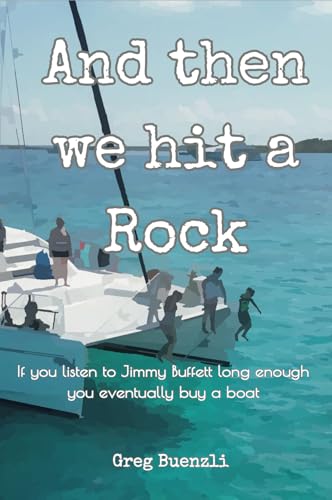 And then
we hit a
Rock
If you listen to Jimmy Buffett long enough
you eventually buy a boat
Greg Buenzli